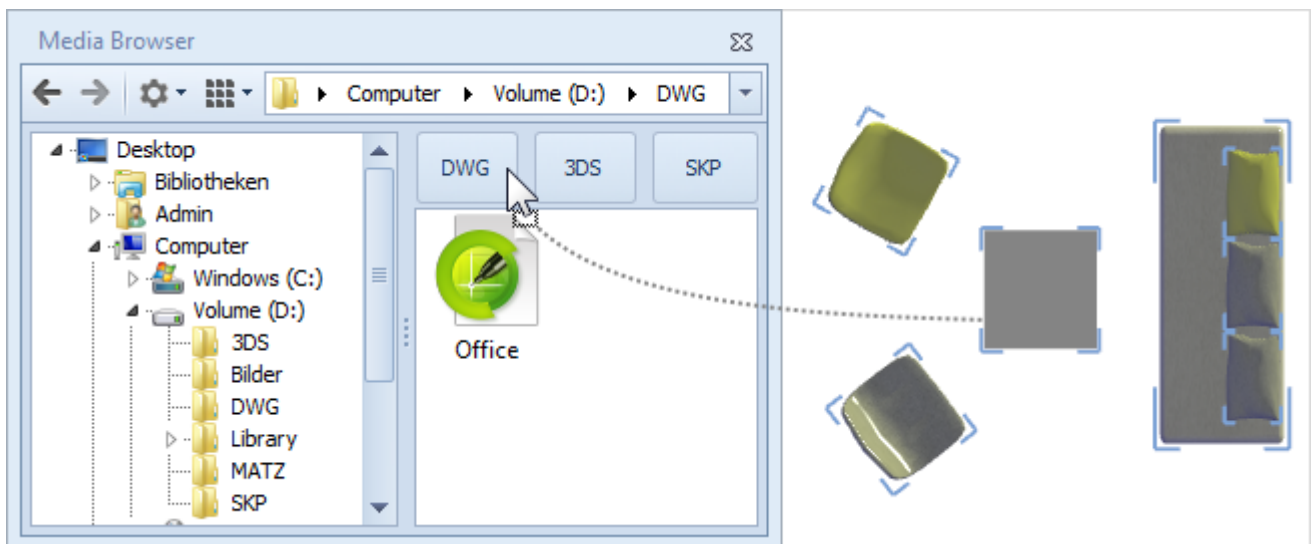 Media Browser
Computer Volume (D:) DWG
Desktop
Bibliotheken
Admin
Computer
Windows (C:)
Volume (D:)
3DS
Bilder
DWG
Library
MATZ
SKP
DWG 3DS SKP
Office